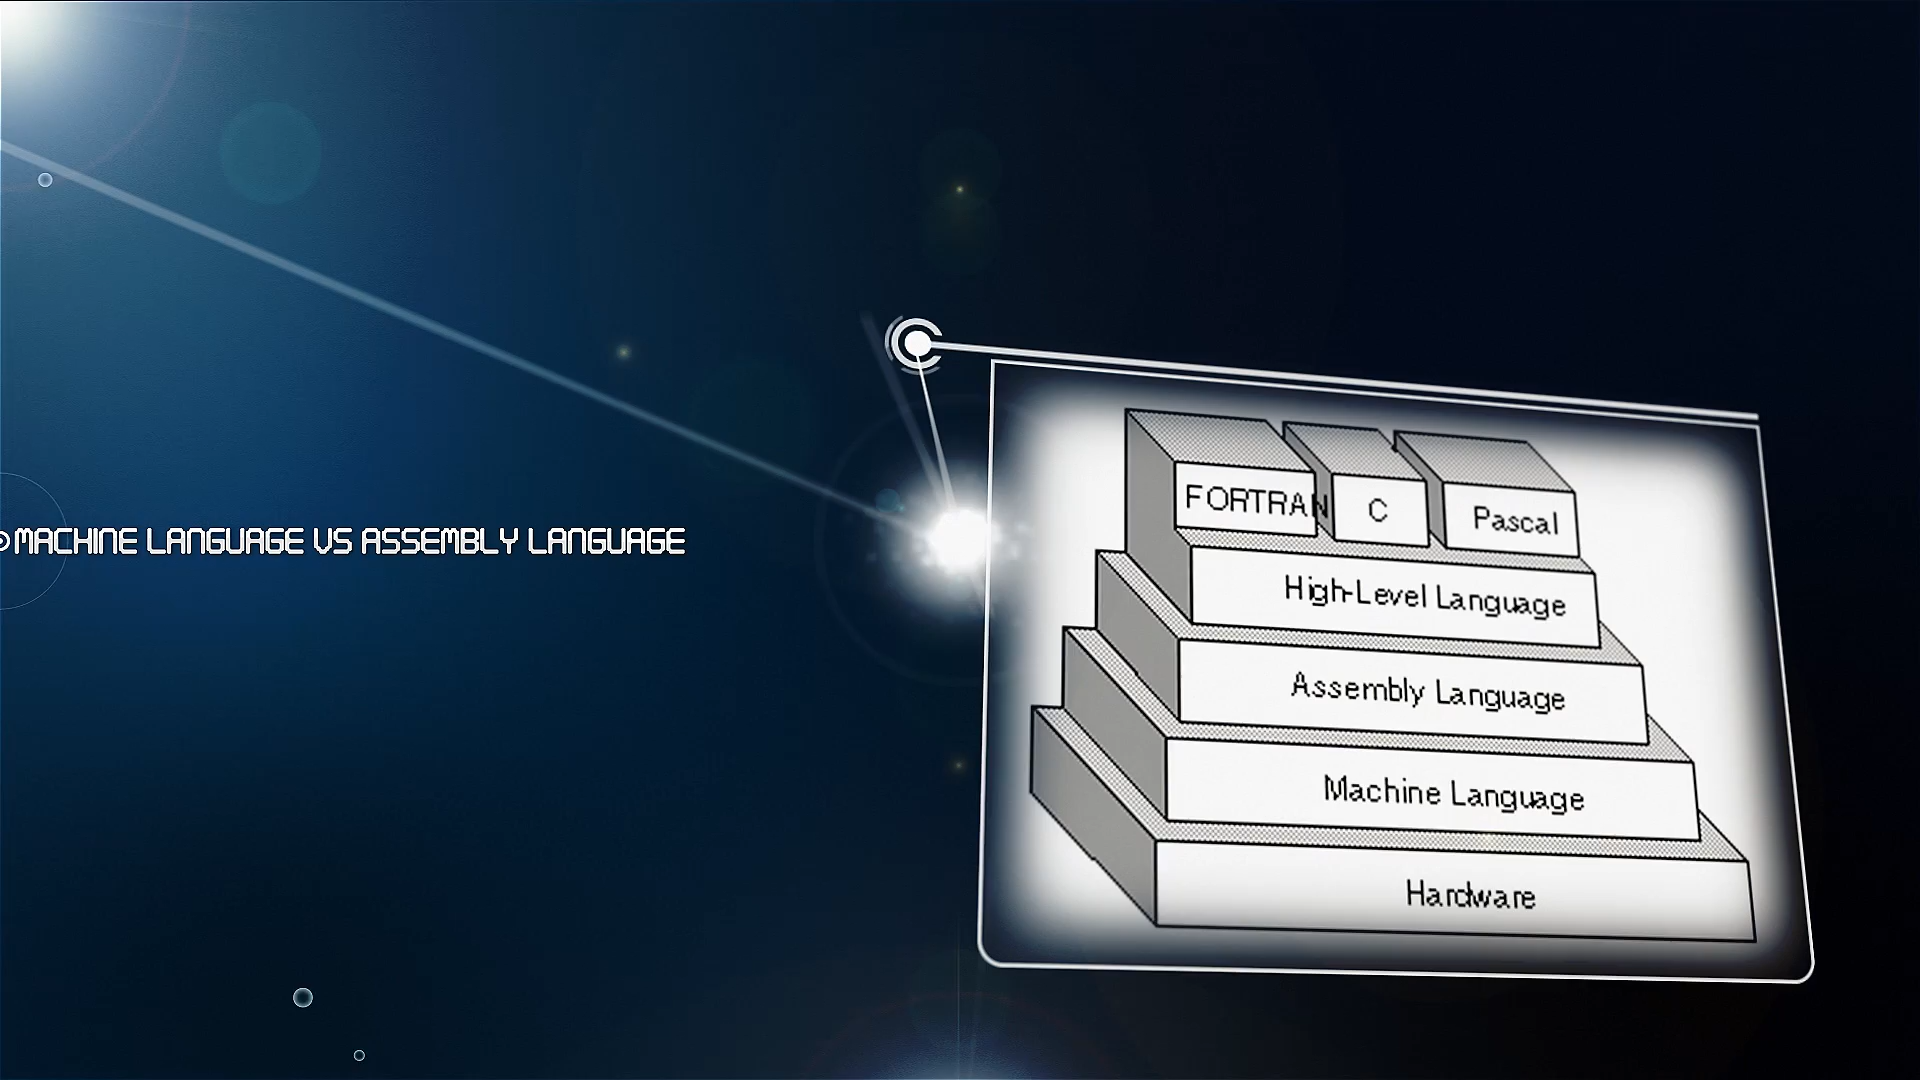 MACHINE LANGUAGE VS ASSEMBLY LANGUAGE
FORTRAN C Pascal
High-Level Language
Assembly Language
Machine Language
Hardware